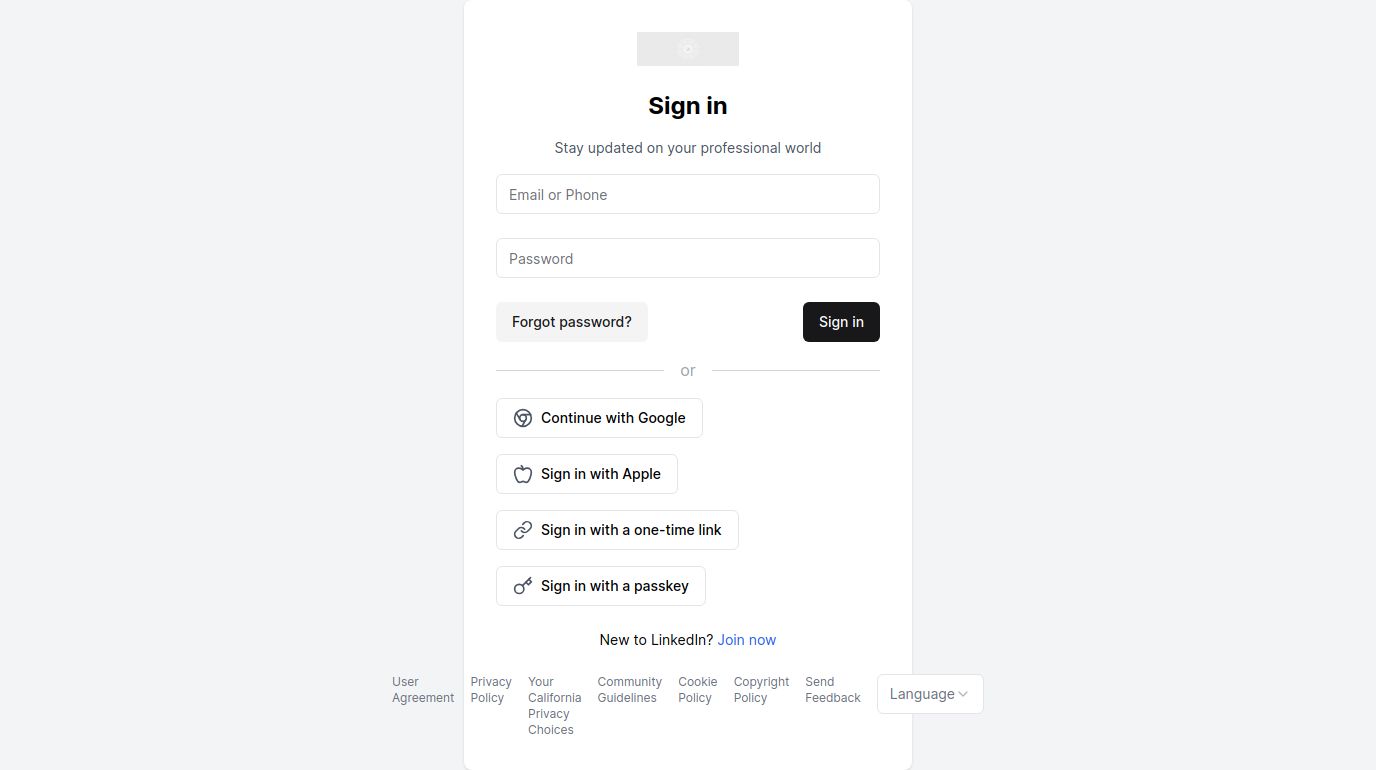 Sign in
Stay updated on your professional world
Email or Phone
Password
Forgot password?
Sign in
or
Continue with Google
Sign in with Apple
Sign in with a one-time link
Sign in with a passkey
New to LinkedIn? Join now
User
Agreement
Privacy
Policy
Your
California
Privacy
Choices
Community
Guidelines
Cookie
Policy
Copyright
Policy
Send
Feedback
Language